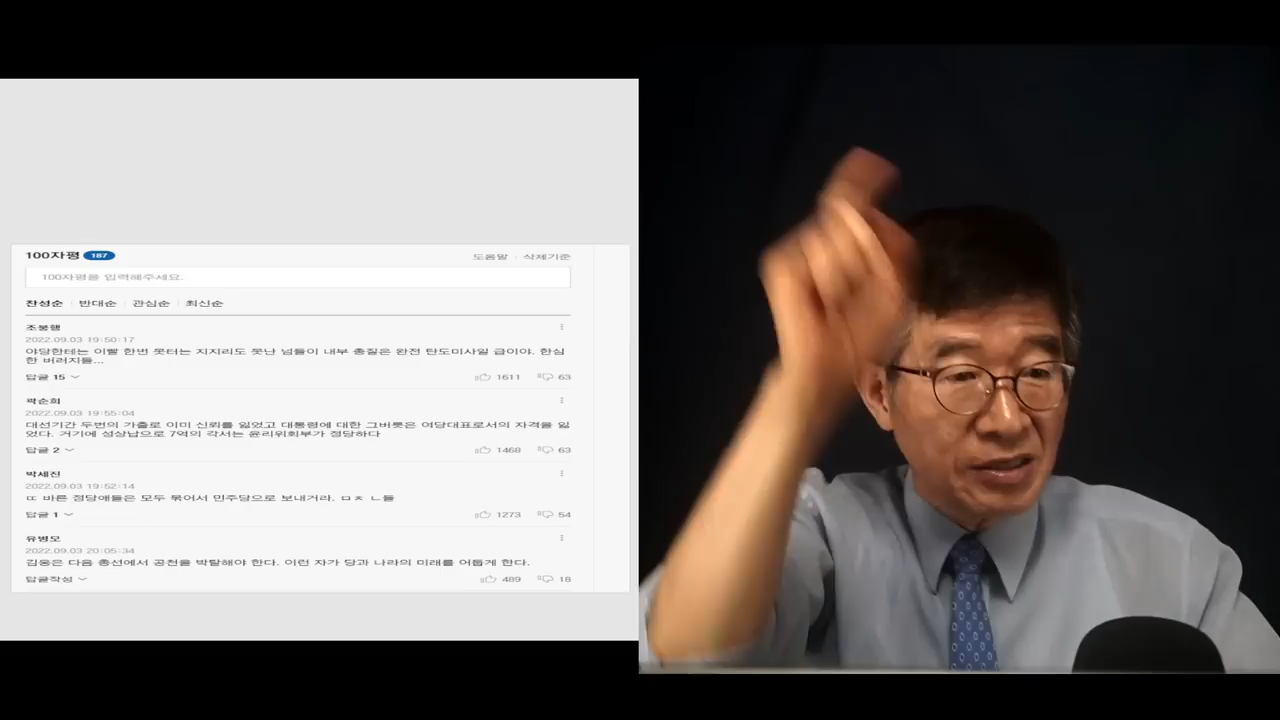 100자평 187
도움말 삭제기준
100자평을 입력해주세요.
찬성순 반대순 관심순 최신순
조붕행
2022.09.03 19:50:17
야당한테는 이빨 한번 못터는 지지리도 못난 넘들이 내부 총질은 완전 탄도미사일 급이야. 한심
한 버러지들...
답글 15 1611 63
곽순희
2022.09.03 19:55:04
대선기간 두번의 가출로 이미 신뢰를 잃었고 대통령에 대한 그버릇은 여당대표로서의 자격을 잃
었다. 거기에 성상납으로 7억의 각서는 윤리위회부가 정당하다
답글 2 1468 63
박세진
2022.09.03 19:52:14
ㄸ 바른 정당애들은 모두 묶어서 민주당으로 보내거라. ㅁㅊ ㄴ들
답글 1 1273 54
유병모
2022.09.03 20:05:34
김웅은 다음 총선에서 공천을 박탈해야 한다. 이런 자가 당과 나라의 미래를 어둡게 한다.
답글작성 489 18